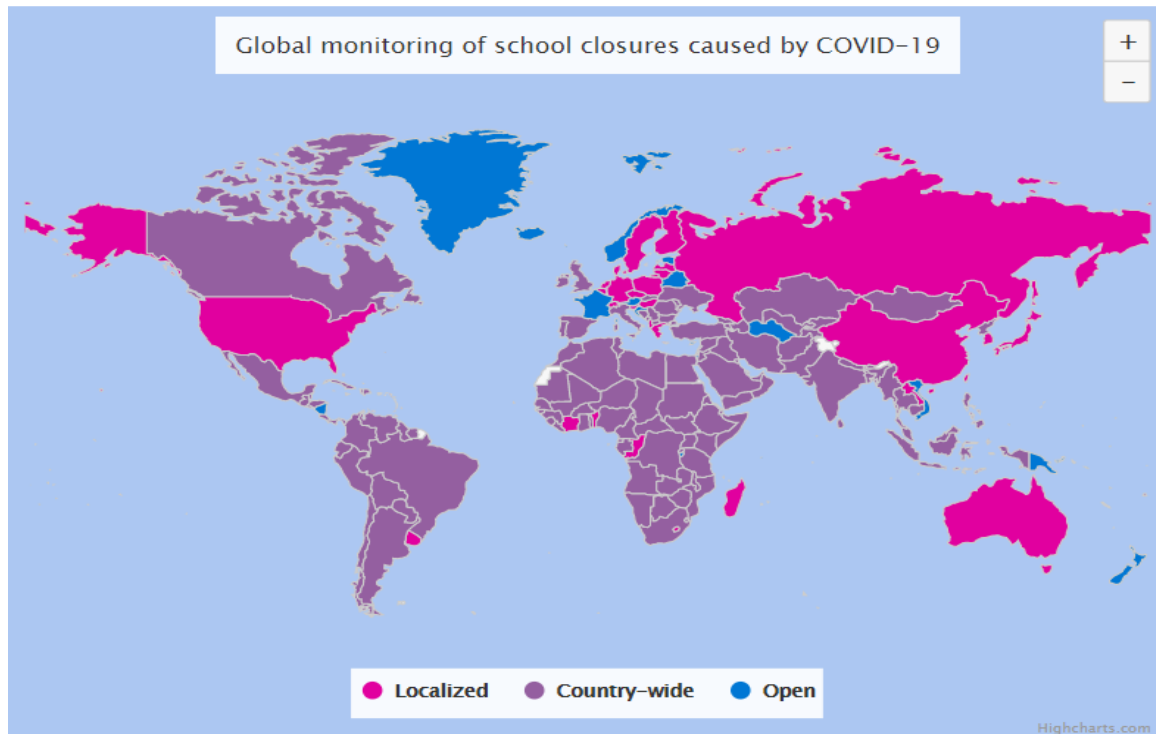 Global monitoring of school closures caused by COVID-19
+
−
Localized
Country-wide
Open
Highcharts.com